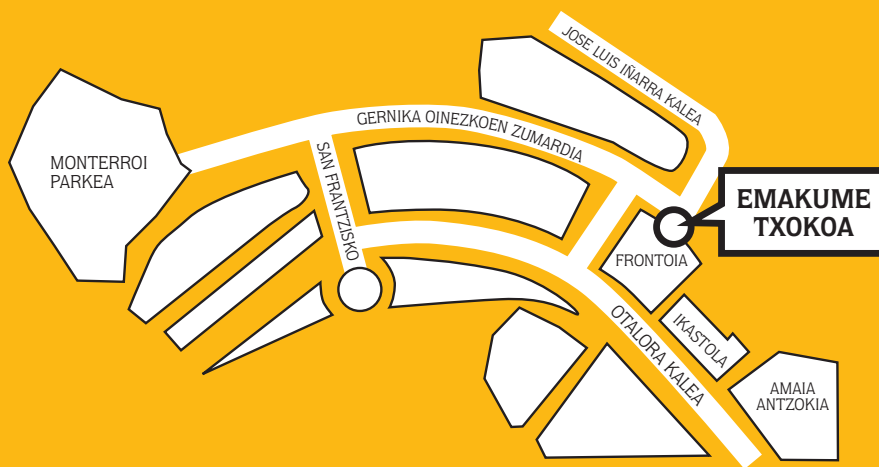 JOSE LUIS IÑARRA KALEA
GERNIKA OINEZKOEN ZUMARDIA
SAN FRANTZISKO
MONTERROI
PARKEA
EMAKUME
TXOKOA
FRONTOIA
OTALORA KALEA
IKASTOLA
AMAIA
ANTZOKIA